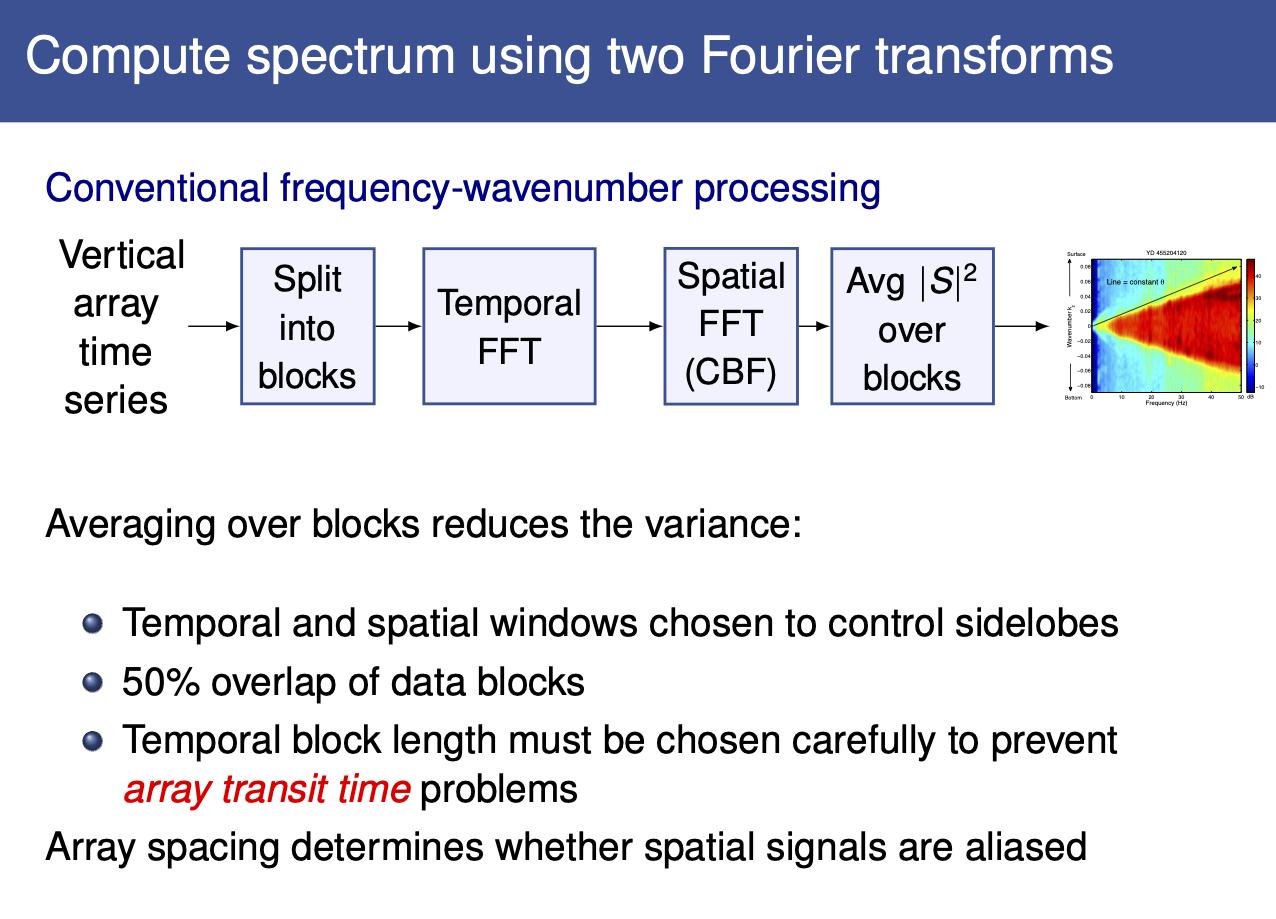 Compute spectrum using two Fourier transforms
Conventional frequency-wavenumber processing
Vertical
array
time
series
Split
into
blocks
Temporal
FFT
Spatial
FFT
(CBF)
Avg |S|²
over
blocks
YD 455204120
Surface
Line = constant θ
Wavenumber k_z
Bottom
0.08
0.06
0.04
0.02
0
−0.02
−0.04
−0.06
−0.08
0 10 20 30 40 50
Frequency (Hz)
40
30
20
10
0
−10
dB
Averaging over blocks reduces the variance:
Temporal and spatial windows chosen to control sidelobes
50% overlap of data blocks
Temporal block length must be chosen carefully to prevent
array transit time problems
Array spacing determines whether spatial signals are aliased